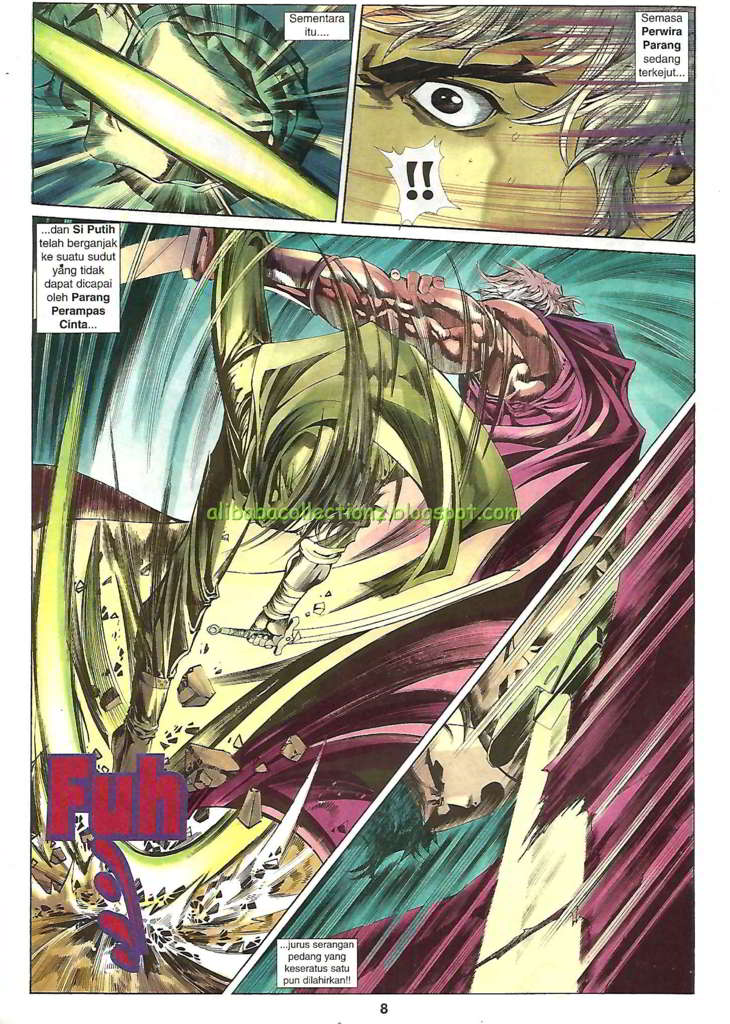 Sementara
itu....
Semasa
Perwira
Parang
sedang
terkejut...
!!
...dan Si Putih
telah berganjak
ke suatu sudut
yang tidak
dapat dicapai
oleh Parang
Perampas
Cinta...
alibabacollectionz.blogspot.com
Fuh
...jurus serangan
pedang yang
keseratus satu
pun dilahirkan!!
8